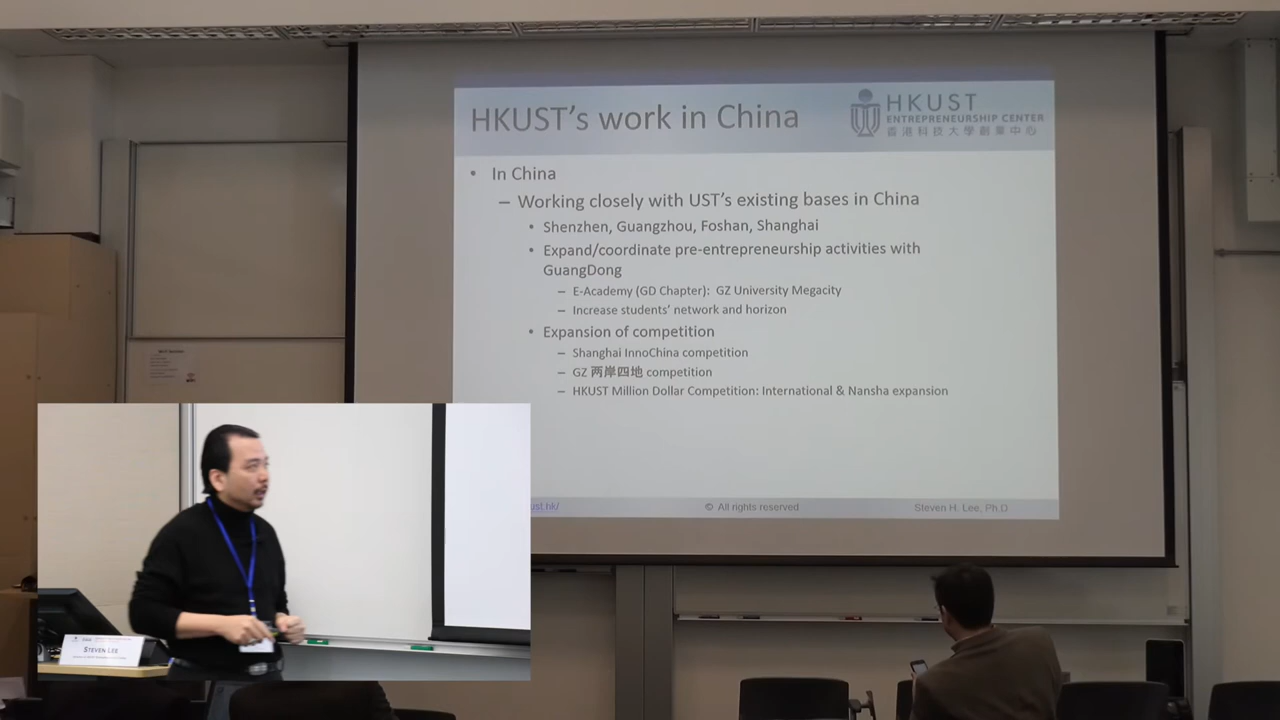 HKUST's work in China
HKUST
ENTREPRENEURSHIP CENTER
香港科技大學創業中心
• In China
– Working closely with UST's existing bases in China
• Shenzhen, Guangzhou, Foshan, Shanghai
• Expand/coordinate pre-entrepreneurship activities with
GuangDong
– E-Academy (GD Chapter): GZ University Megacity
– Increase students' network and horizon
• Expansion of competition
– Shanghai InnoChina competition
– GZ 两岸四地 competition
– HKUST Million Dollar Competition: International & Nansha expansion
ust.hk/
© All rights reserved
Steven H. Lee, Ph.D
STEVEN LEE